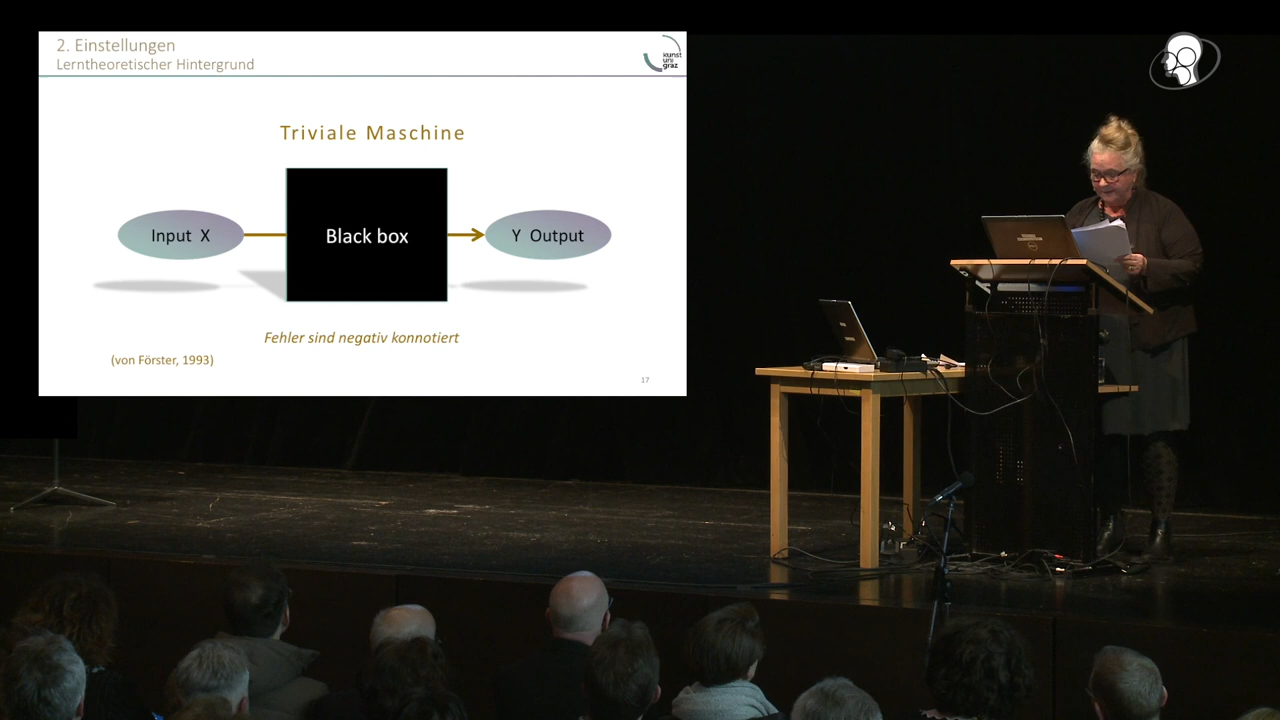 2. Einstellungen
Lerntheoretischer Hintergrund
kunst
uni
graz
Triviale Maschine
Input X
Black box
Y Output
Fehler sind negativ konnotiert
(von Förster, 1993)
17